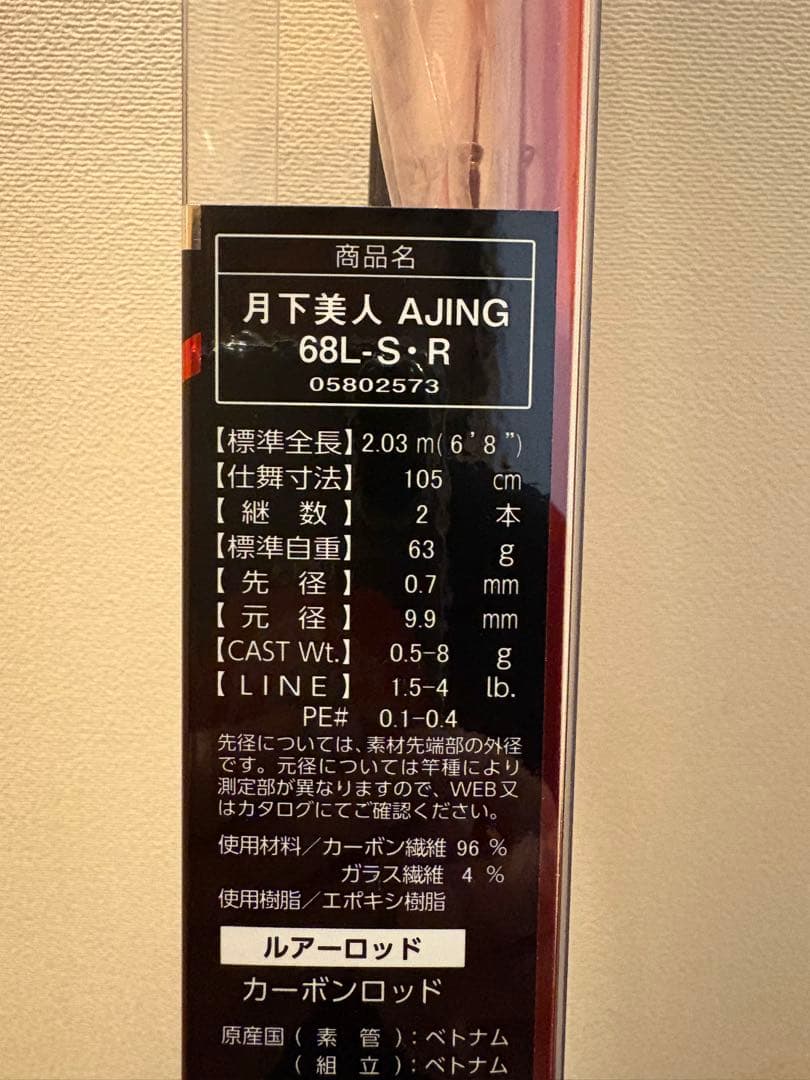 商品名
月下美人 AJING
68L-S・R
05802573
【標準全長】2.03 m(6'8")
【仕舞寸法】 105 cm
【継数】 2 本
【標準自重】 63 g
【先径】 0.7 mm
【元径】 9.9 mm
【CAST Wt.】 0.5-8 g
【LINE】 1.5-4 lb.
PE# 0.1-0.4
先径については、素材先端部の外径
です。元径については竿種により
測定部が異なりますので、WEB又
はカタログにてご確認ください。
使用材料/カーボン繊維 96 %
ガラス繊維 4 %
使用樹脂/エポキシ樹脂
ルアーロッド
カーボンロッド
原産国(素管):ベトナム
(組立):ベトナム